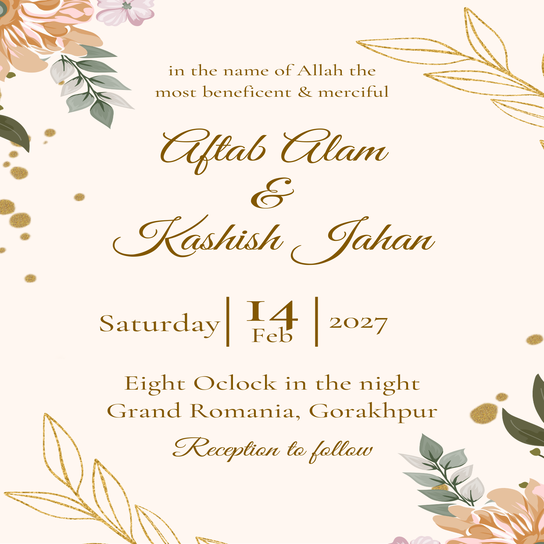 in the name of Allah the
most beneficent & merciful
Aftab Alam
&
Kashish Jahan
Saturday | 14 | 2027
Feb
Eight Oclock in the night
Grand Romania, Gorakhpur
Reception to follow